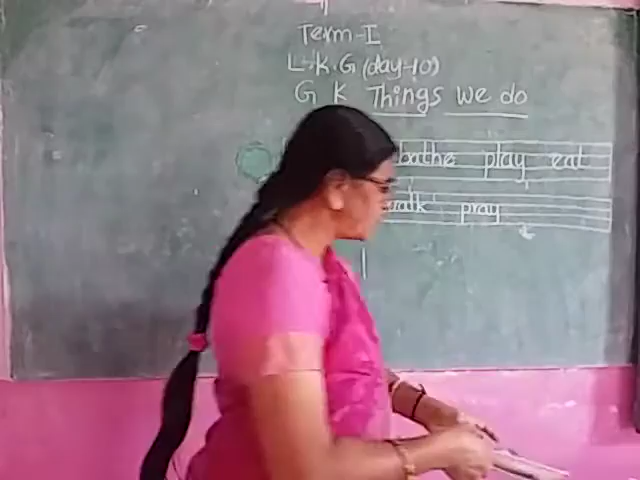 Term-I
L.K.G (day-10)
G K Things we do
bathe play eat
walk pray